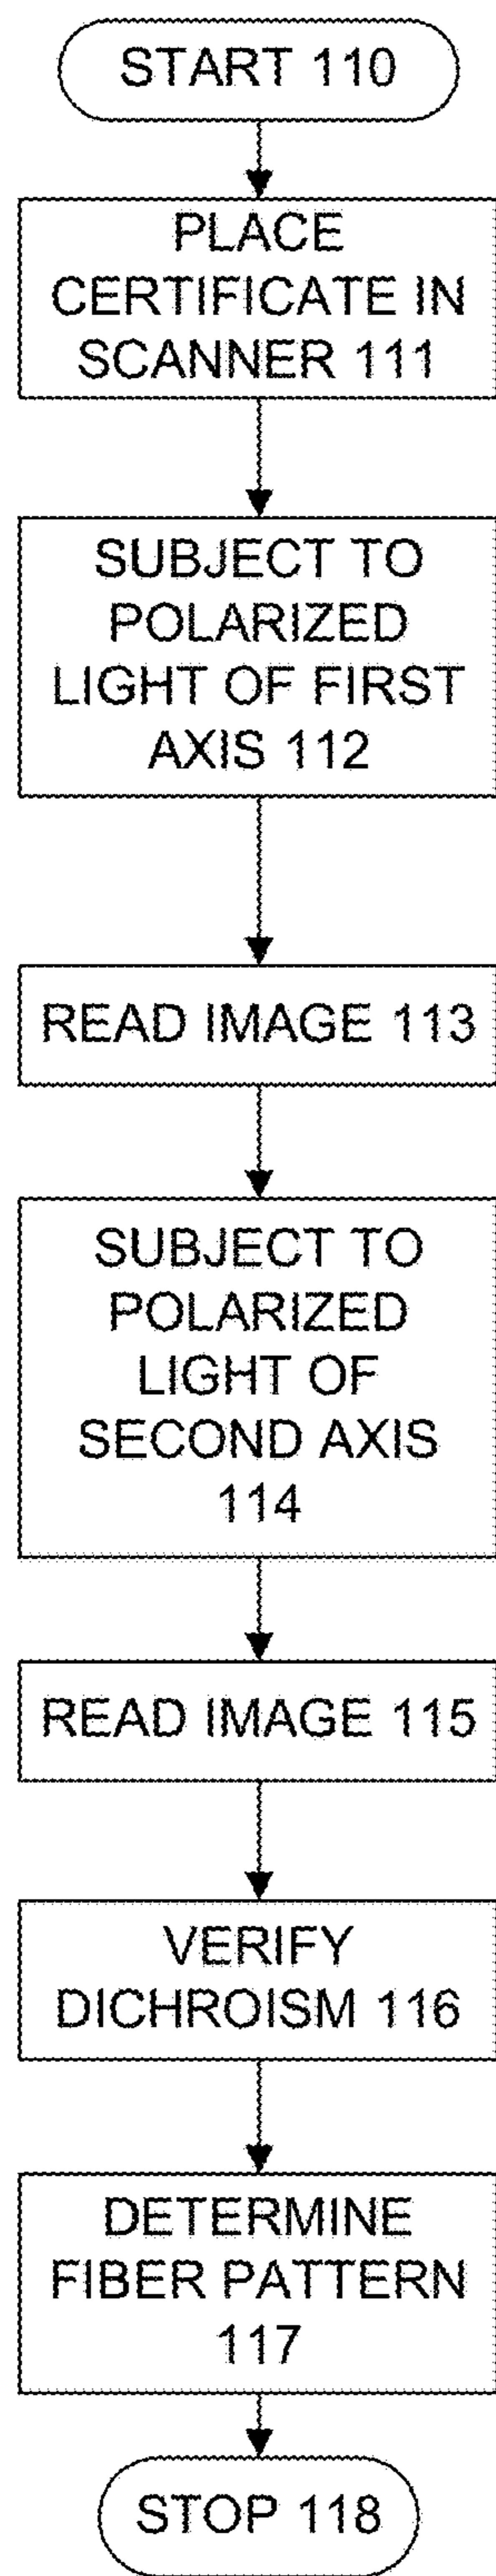 START 110
PLACE
CERTIFICATE IN
SCANNER 111
SUBJECT TO
POLARIZED
LIGHT OF FIRST
AXIS 112
READ IMAGE 113
SUBJECT TO
POLARIZED
LIGHT OF
SECOND AXIS
114
READ IMAGE 115
VERIFY
DICHROISM 116
DETERMINE
FIBER PATTERN
117
STOP 118